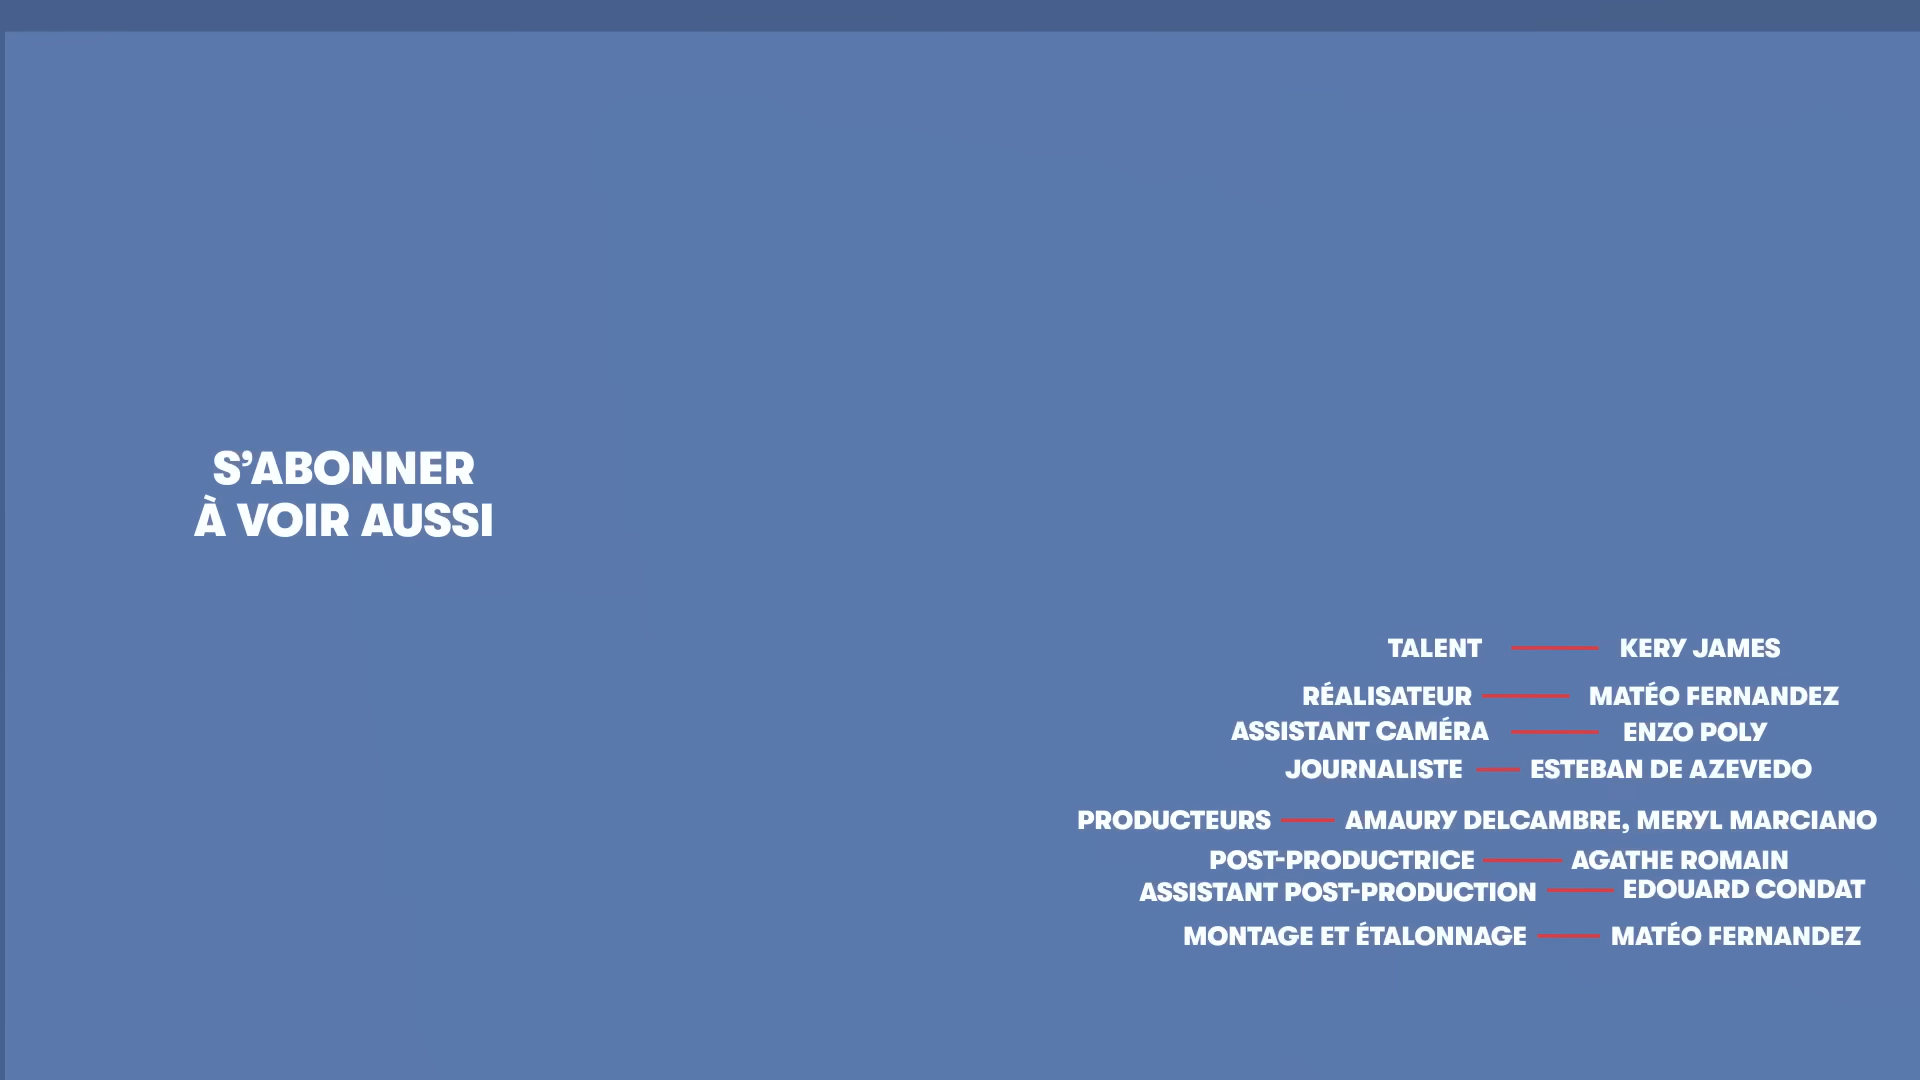 S’ABONNER
À VOIR AUSSI
TALENT KERY JAMES
RÉALISATEUR MATÉO FERNANDEZ
ASSISTANT CAMÉRA ENZO POLY
JOURNALISTE ESTEBAN DE AZEVEDO
PRODUCTEURS AMAURY DELCAMBRE, MERYL MARCIANO
POST-PRODUCTRICE AGATHE ROMAIN
ASSISTANT POST-PRODUCTION EDOUARD CONDAT
MONTAGE ET ÉTALONNAGE MATÉO FERNANDEZ